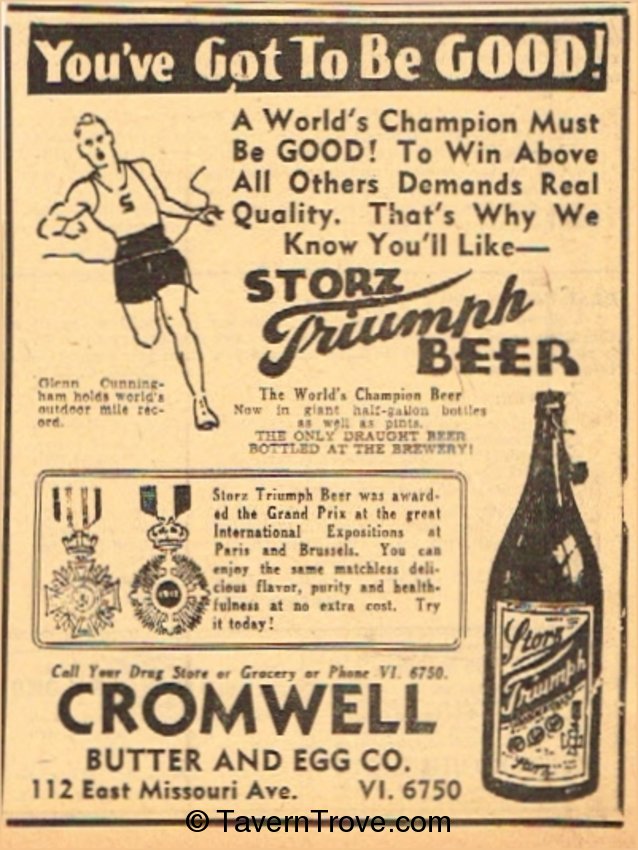 You've Got To Be GOOD!
A World's Champion Must
Be GOOD! To Win Above
All Others Demands Real
Quality. That's Why We
Know You'll Like—
S
STORZ
Triumph
BEER
Glenn Cunning-
ham holds world's
outdoor mile rec-
ord.
The World's Champion Beer
Now in giant half-gallon bottles
as well as pints.
THE ONLY DRAUGHT BEER
BOTTLED AT THE BREWERY!
Storz Triumph Beer was award-
ed the Grand Prix at the great
International Expositions at
Paris and Brussels. You can
enjoy the same matchless deli-
cious flavor, purity and health-
fulness at no extra cost. Try
it today!
Storz
Triumph
Storz
Call Your Drug Store or Grocery or Phone VI. 6750.
CROMWELL
BUTTER AND EGG CO.
112 East Missouri Ave. VI. 6750
© TavernTrove.com